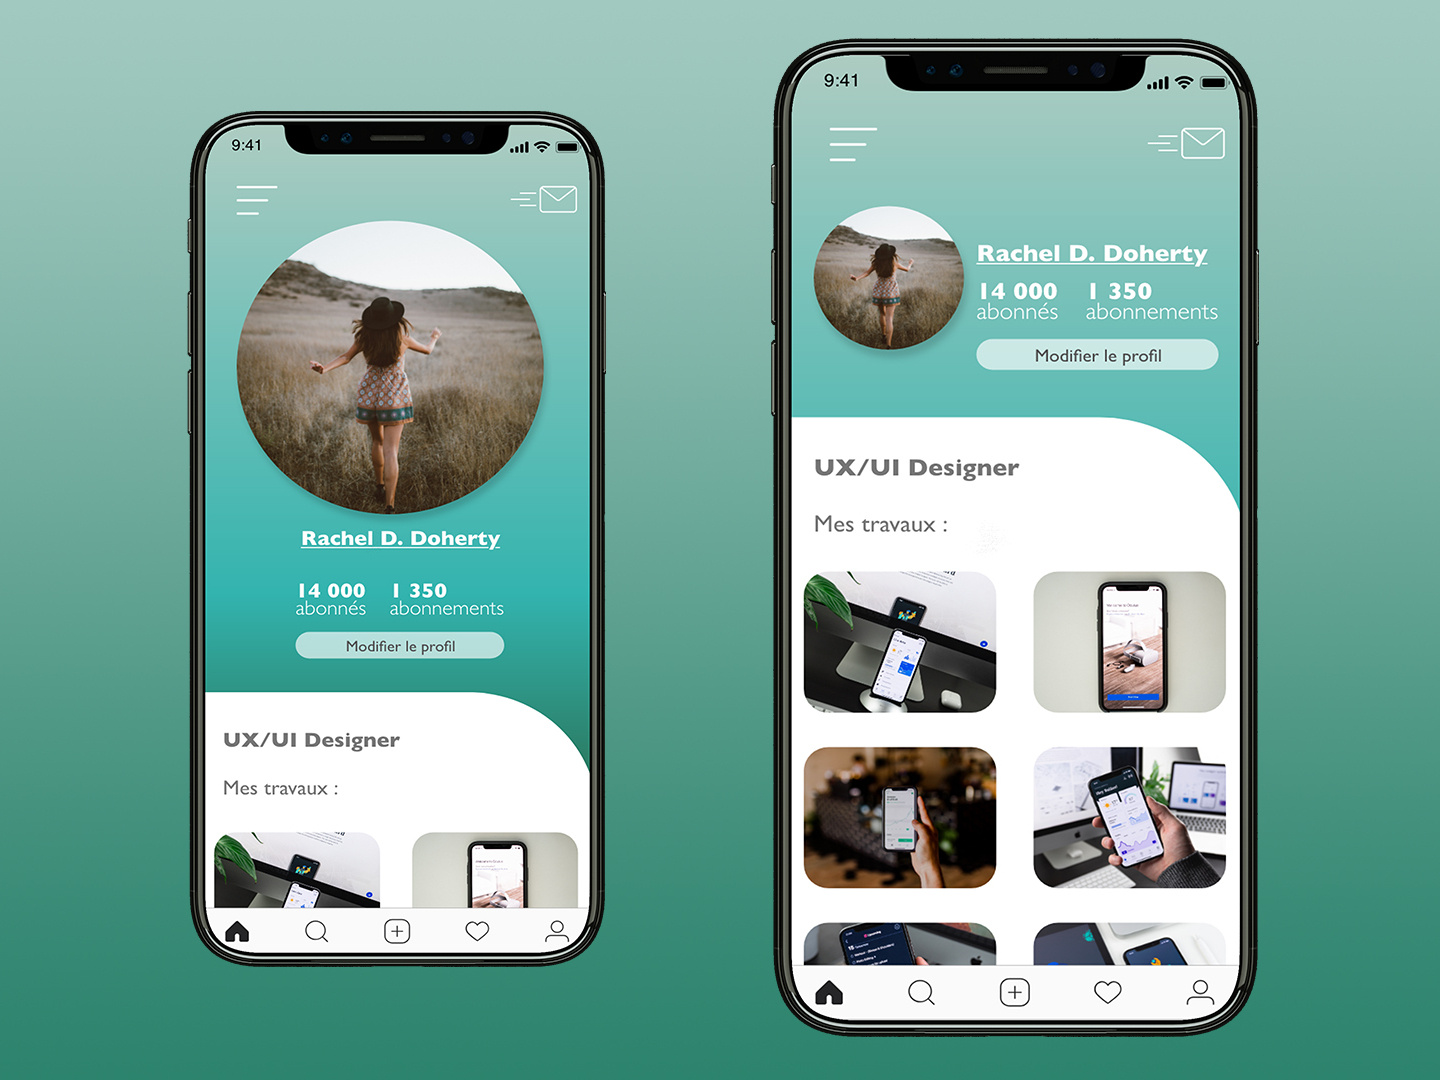 9:41
Rachel D. Doherty
14 000 1 350
abonnés abonnements
Modifier le profil
UX/UI Designer
Mes travaux :
9:41
Rachel D. Doherty
14 000 1 350
abonnés abonnements
Modifier le profil
UX/UI Designer
Mes travaux :